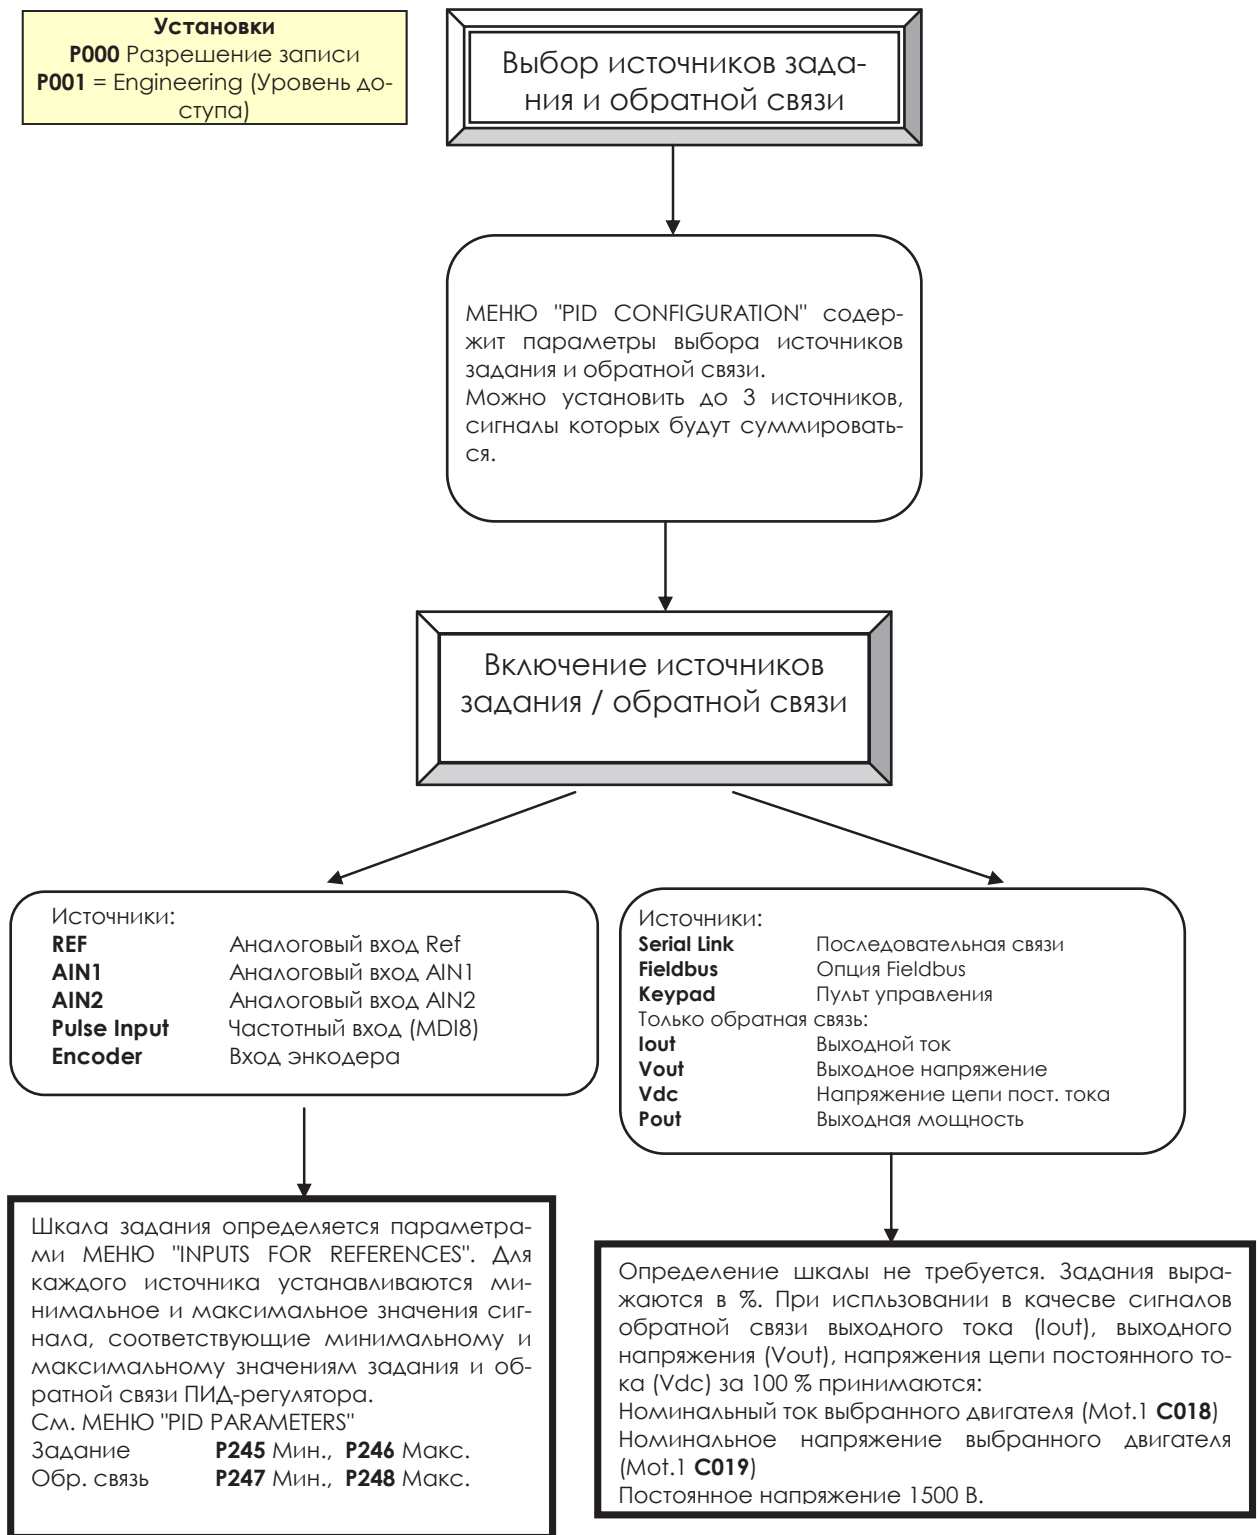 Установки
P000 Разрешение записи
P001 = Engineering (Уровень до-
ступа)
Выбор источников зада-
ния и обратной связи
МЕНЮ "PID CONFIGURATION" содер-
жит параметры выбора источников
задания и обратной связи.
Можно установить до 3 источников,
сигналы которых будут суммировать-
ся.
Включение источников
задания / обратной связи
Источники:
REF Аналоговый вход Ref
AIN1 Аналоговый вход AIN1
AIN2 Аналоговый вход AIN2
Pulse Input Частотный вход (MDI8)
Encoder Вход энкодера
Источники:
Serial Link Последовательная связи
Fieldbus Опция Fieldbus
Keypad Пульт управления
Только обратная связь:
Iout Выходной ток
Vout Выходное напряжение
Vdc Напряжение цепи пост. тока
Pout Выходная мощность
Шкала задания определяется параметра-
ми МЕНЮ "INPUTS FOR REFERENCES". Для
каждого источника устанавливаются ми-
нимальное и максимальное значения сиг-
нала, соответствующие минимальному и
максимальному значениям задания и об-
ратной связи ПИД-регулятора.
См. МЕНЮ "PID PARAMETERS"
Задание P245 Мин., P246 Макс.
Обр. связь P247 Мин., P248 Макс.
Определение шкалы не требуется. Задания выра-
жаются в %. При испльзовании в качесве сигналов
обратной связи выходного тока (Iout), выходного
напряжения (Vout), напряжения цепи постоянного то-
ка (Vdc) за 100 % принимаются:
Номинальный ток выбранного двигателя (Mot.1 C018)
Номинальное напряжение выбранного двигателя
(Mot.1 C019)
Постоянное напряжение 1500 В.